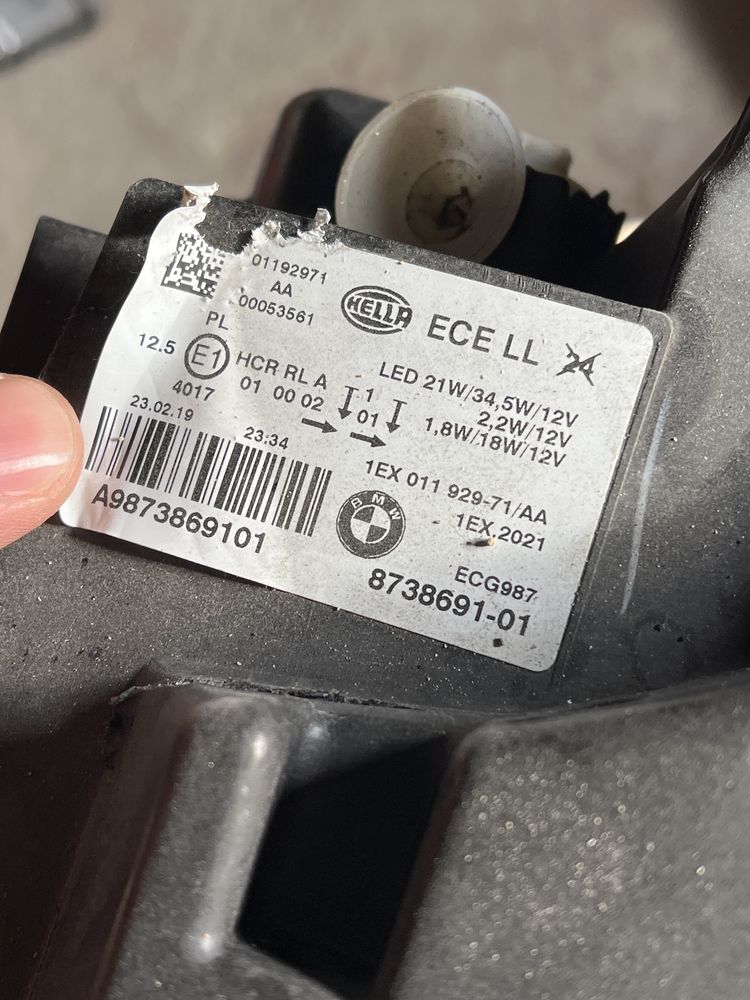 01192971
AA
00053561
HELLA
ECE LL 24
PL
12.5 E1 HCR RL A 1
4017 01 00 02 01
LED 21W/34,5W/12V
2,2W/12V
1,8W/18W/12V
23.02.19 23:34
A9873869101
1EX 011 929-71/AA
1EX.2021
BMW
ECG987
8738691-01